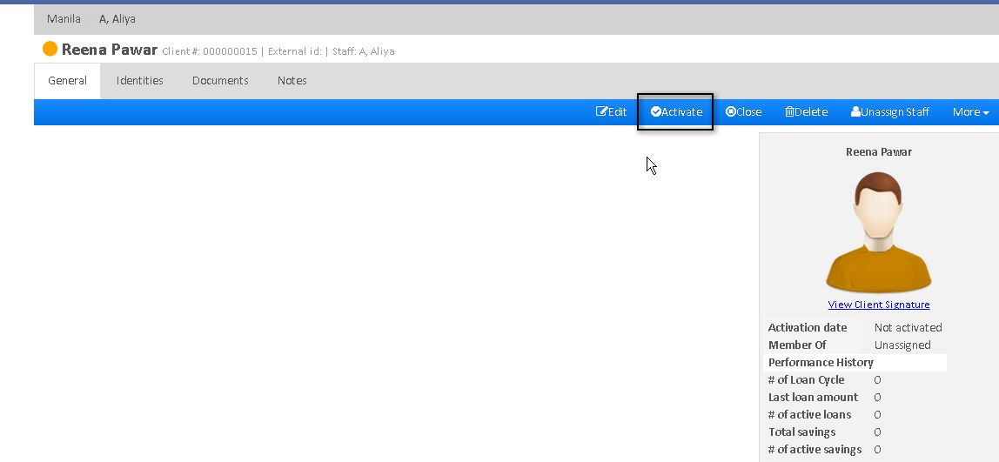 Manila / A, Aliya
Reena Pawar Client #: 000000015 | External id: | Staff: A, Aliya
General Identities Documents Notes
Edit Activate Close Delete Unassign Staff More
Reena Pawar
View Client Signature
Activation date Not activated
Member Of Unassigned
Performance History
# of Loan Cycle 0
Last loan amount 0
# of active loans 0
Total savings 0
# of active savings 0